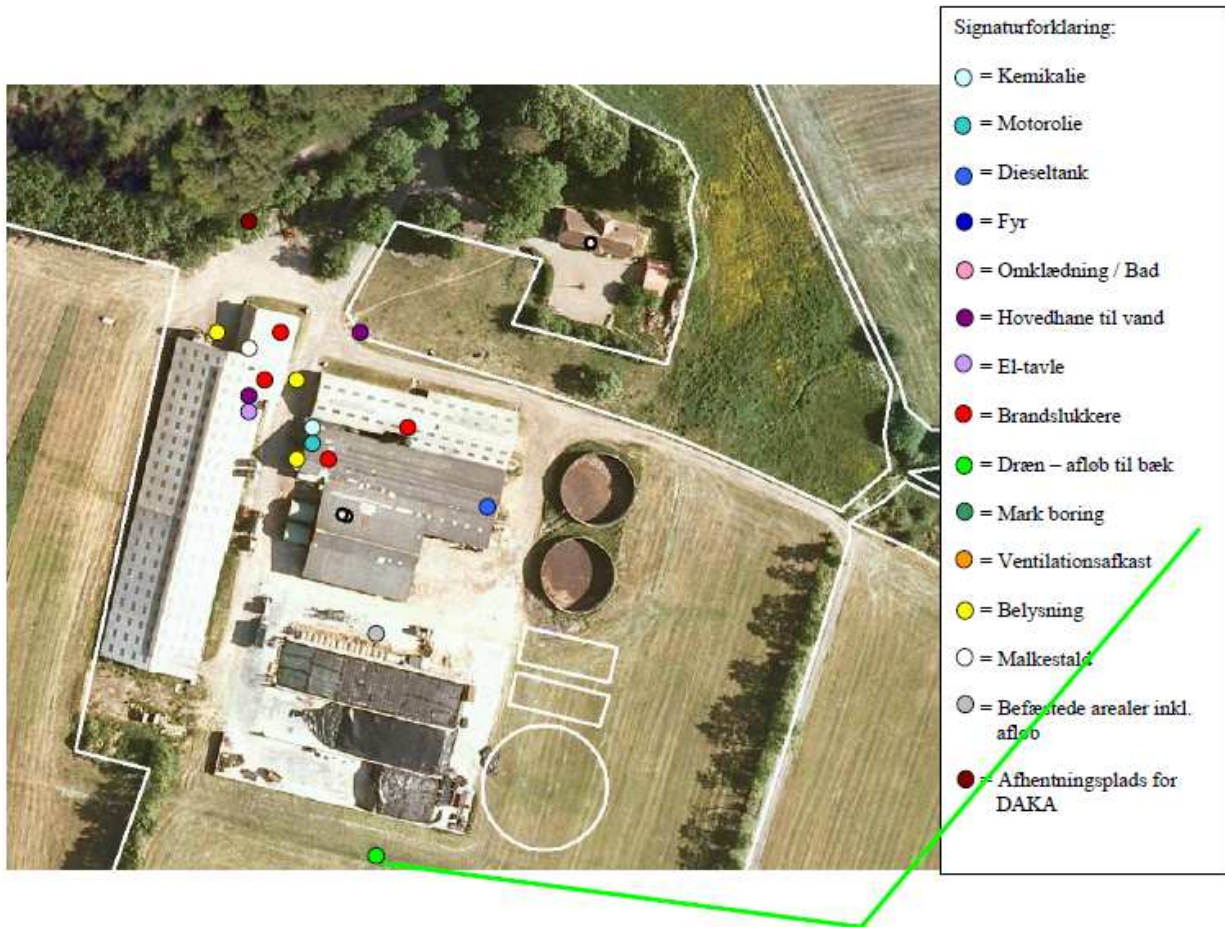 Signaturforklaring:
= Kemikalie
= Motorolie
= Dieseltank
= Fyr
= Omklædning / Bad
= Hovedhane til vand
= El-tavle
= Brandslukkere
= Dræn – afløb til bæk
= Mark boring
= Ventilationsafkast
= Belysning
= Malkestald
= Befæstede arealer inkl.
afløb
= Afhentningsplads for
DAKA